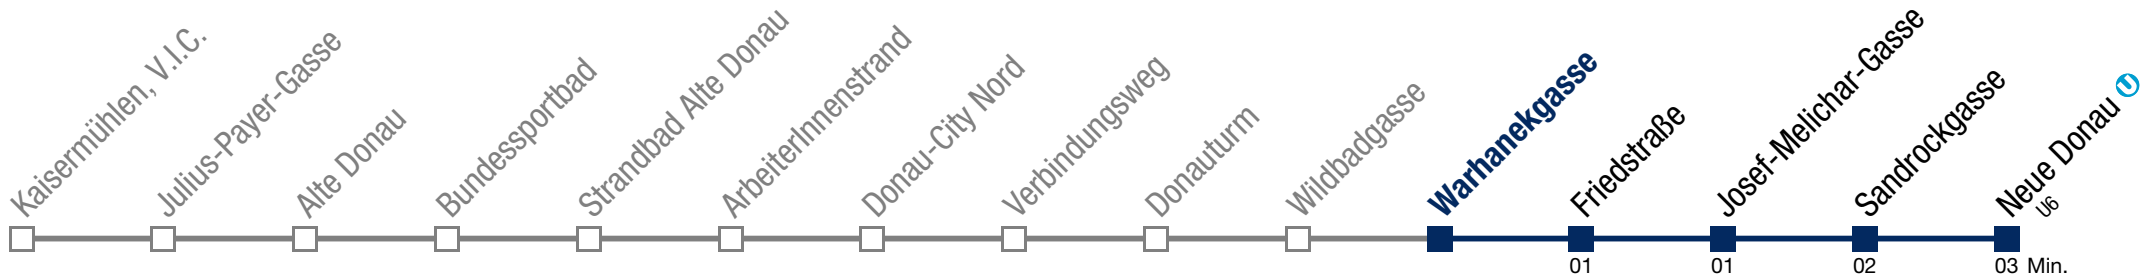 Kaisermühlen, V.I.C.
Julius-Payer-Gasse
Alte Donau
Bundessportbad
Strandbad Alte Donau
ArbeiterInnenstrand
Donau-City Nord
Verbindungsweg
Donauturm
Wildbadgasse
Warhanekgasse
Friedstraße
Josef-Melichar-Gasse
Sandrockgasse
Neue Donau U
U6
01 01 02 03 Min.